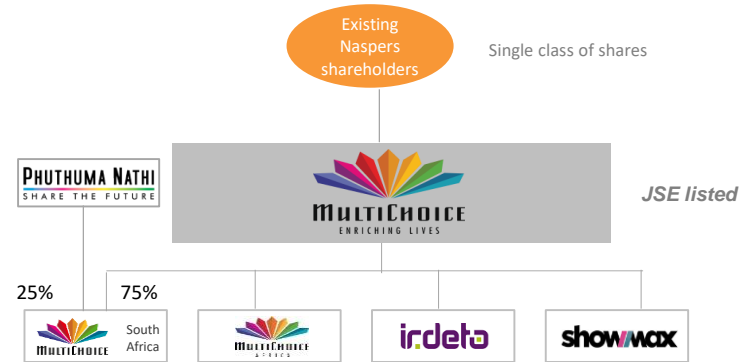 Existing
Naspers
shareholders
Single class of shares
PHUTHUMA NATHI
SHARE THE FUTURE
MULTICHOICE
ENRICHING LIVES
JSE listed
25%
75%
MULTICHOICE
South
Africa
MULTICHOICE
AFRICA
irdeto
showmax